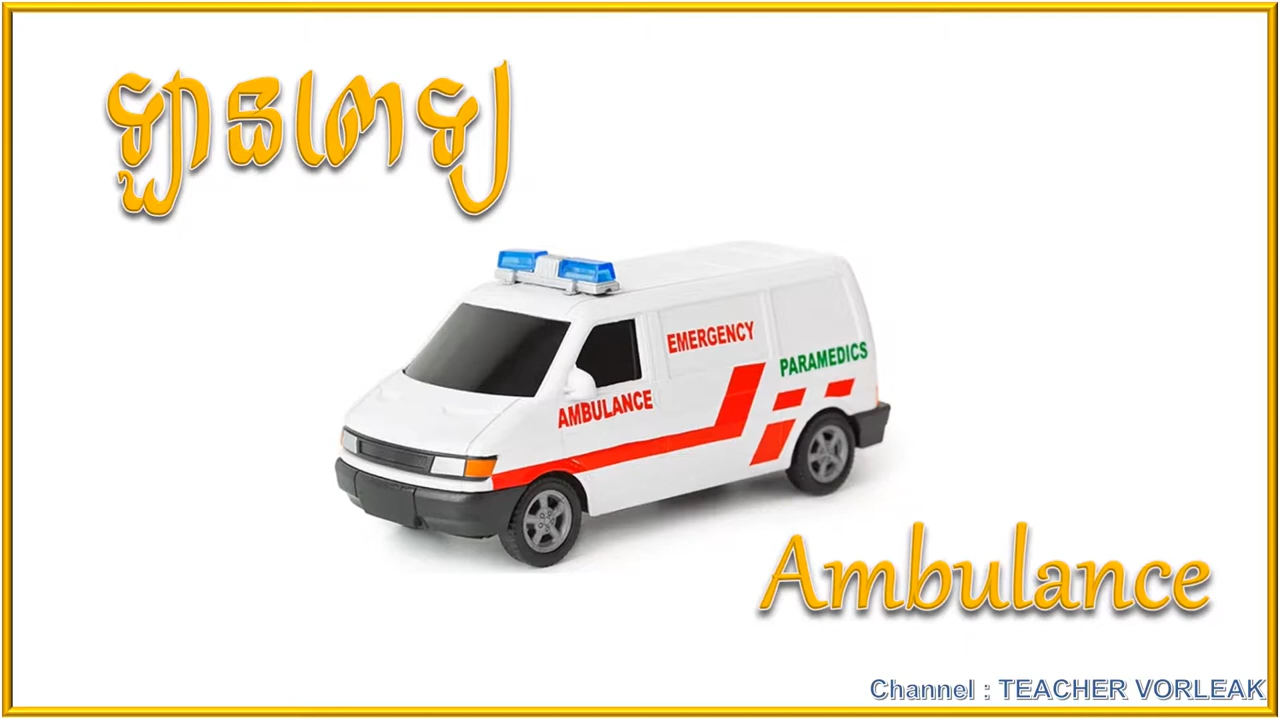 ឡានពេទ្យ
EMERGENCY
PARAMEDICS
AMBULANCE
Ambulance
Channel : TEACHER VORLEAK